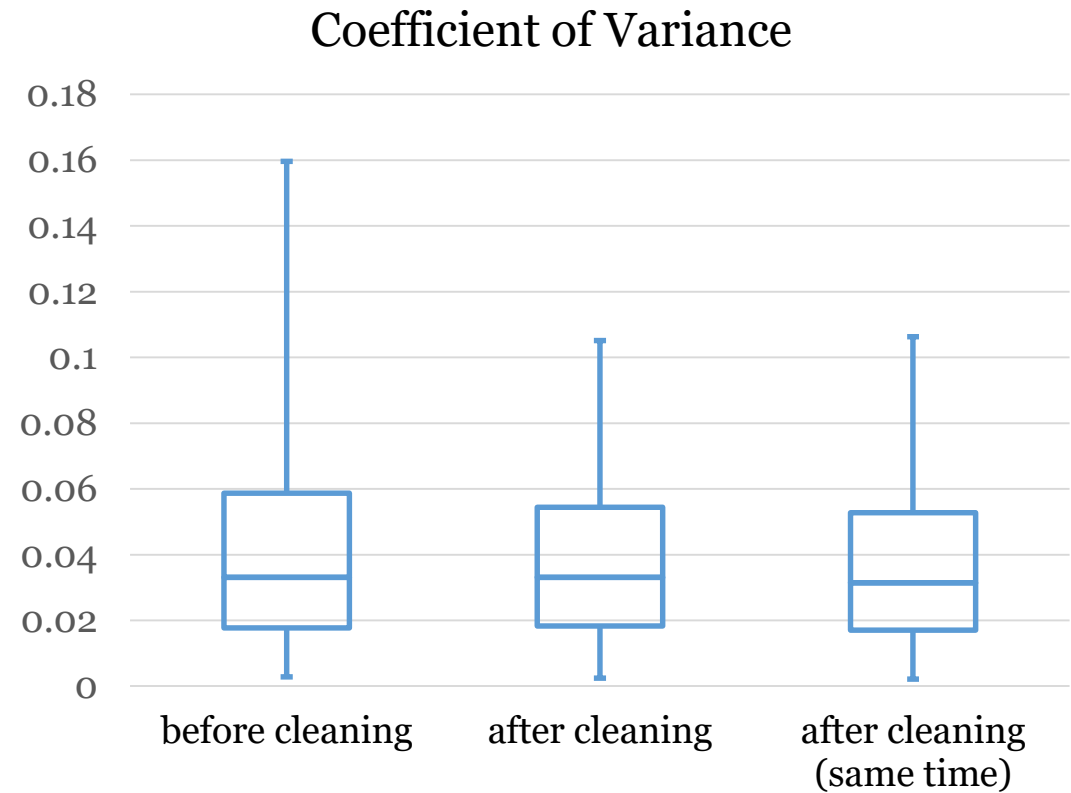 Coefficient of Variance
0.18
0.16
0.14
0.12
0.1
0.08
0.06
0.04
0.02
0
before cleaning
after cleaning
after cleaning
(same time)